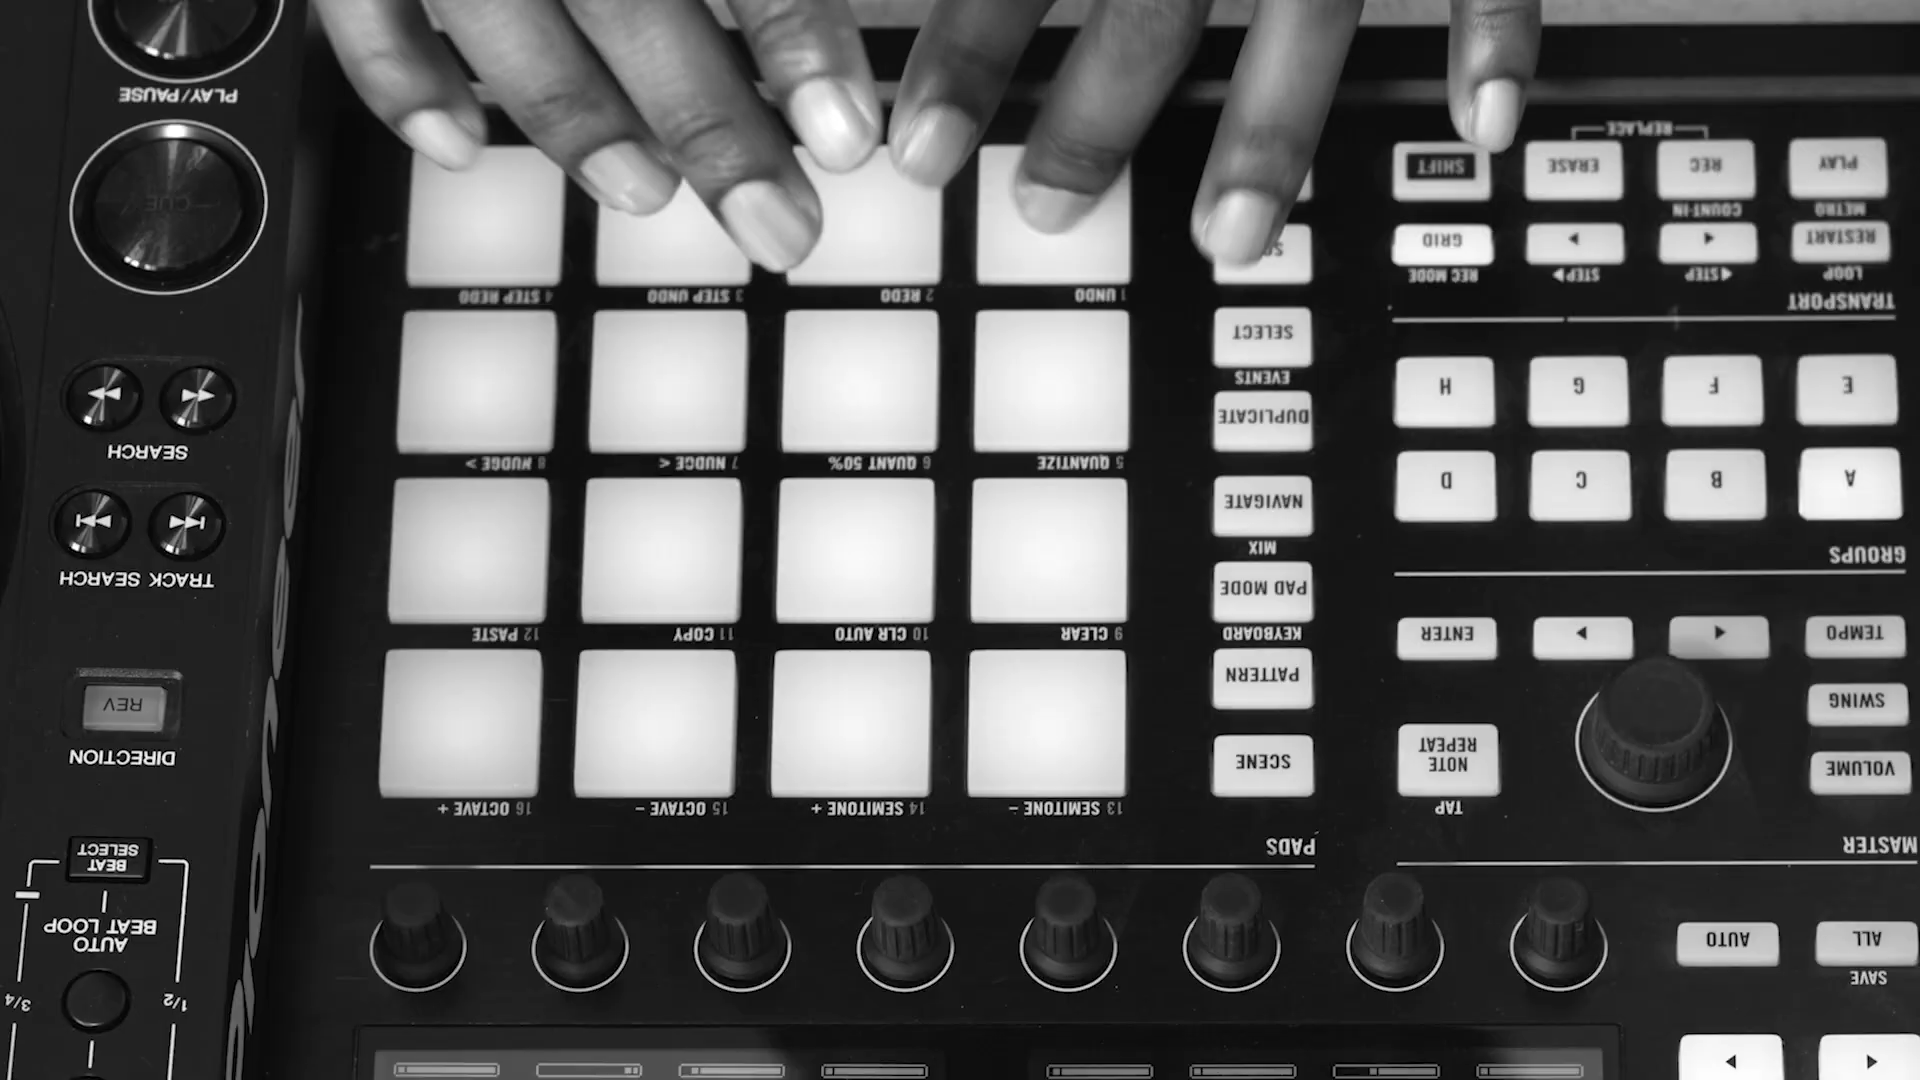 PLAY/PAUSE
CUE
SEARCH
TRACK SEARCH
REV
DIRECTION
BEAT
SELECT
AUTO
BEAT LOOP
1/2
3/4
ALL
SAVE
AUTO
MASTER
VOLUME
SWING
TEMPO
TAP
NOTE
REPEAT
ENTER
GROUPS
A
B
C
D
E
F
G
H
TRANSPORT
LOOP
RESTART
◀STEP
STEP▶
REC MODE
GRID
METRO
PLAY
COUNT-IN
REC
ERASE
REPLACE
SHIFT
PADS
SCENE
PATTERN
KEYBOARD
PAD MODE
MIX
NAVIGATE
DUPLICATE
EVENTS
SELECT
13 SEMITONE −
14 SEMITONE +
15 OCTAVE −
16 OCTAVE +
9 CLEAR
10 CLR AUTO
11 COPY
12 PASTE
5 QUANTIZE
6 QUANT 50%
7 NUDGE <
8 NUDGE >
1 UNDO
2 REDO
3 STEP UNDO
4 STEP REDO